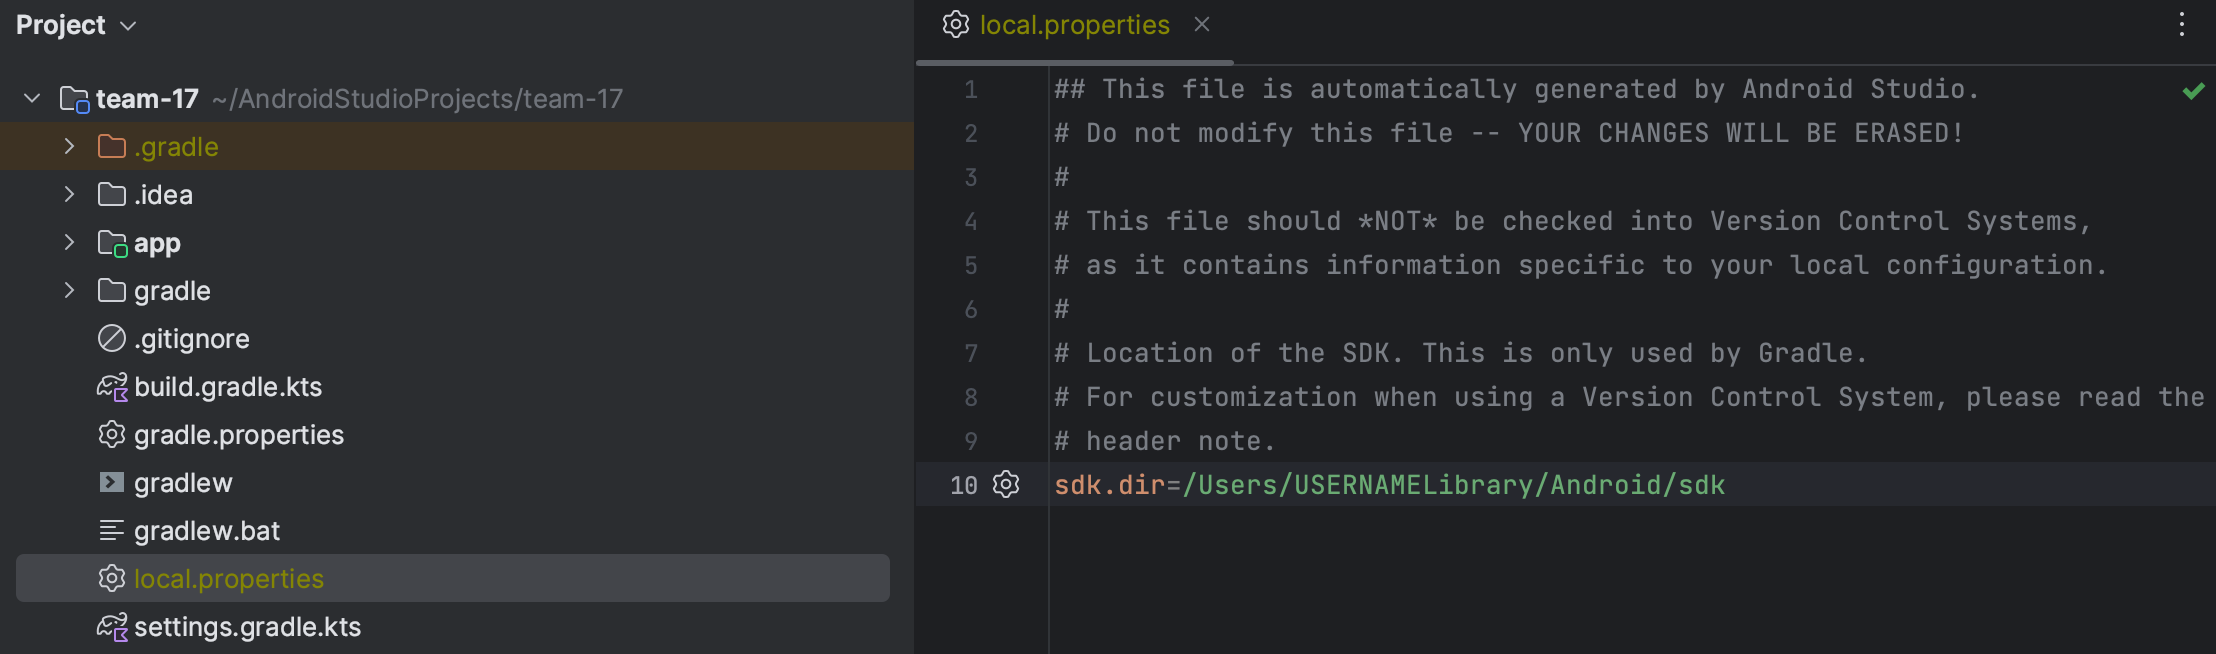 Project
team-17 ~/AndroidStudioProjects/team-17
.gradle
.idea
app
gradle
.gitignore
build.gradle.kts
gradle.properties
gradlew
gradlew.bat
local.properties
settings.gradle.kts
local.properties
1 ## This file is automatically generated by Android Studio.
2 # Do not modify this file -- YOUR CHANGES WILL BE ERASED!
3 #
4 # This file should *NOT* be checked into Version Control Systems,
5 # as it contains information specific to your local configuration.
6 #
7 # Location of the SDK. This is only used by Gradle.
8 # For customization when using a Version Control System, please read the
9 # header note.
10 sdk.dir=/Users/USERNAMELibrary/Android/sdk